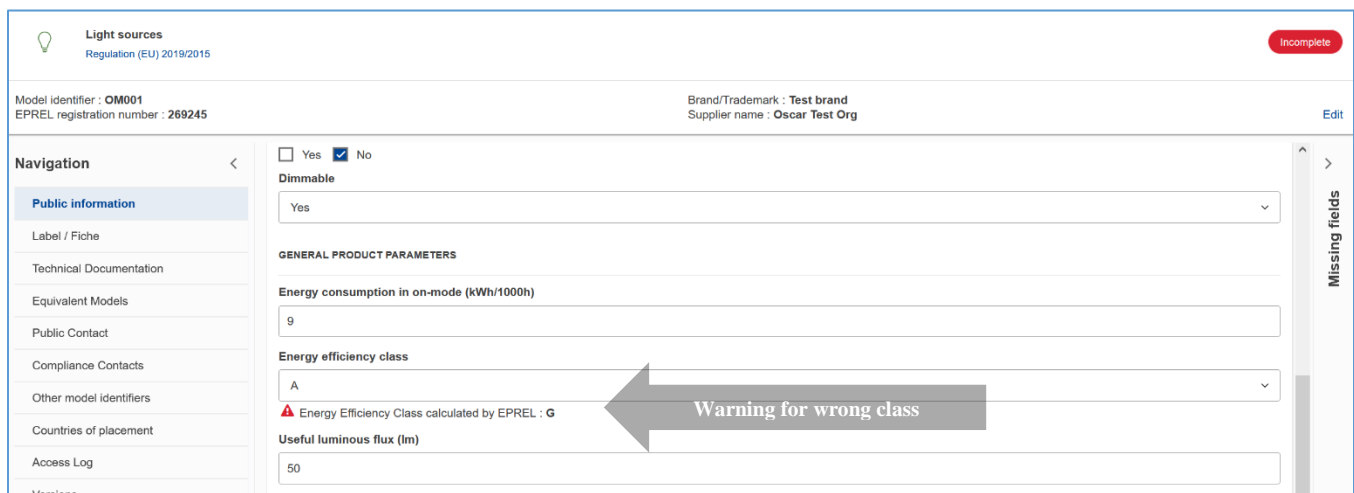 Light sources
Regulation (EU) 2019/2015
Incomplete
Model identifier : OM001
Brand/Trademark : Test brand
EPREL registration number : 269245
Supplier name : Oscar Test Org
Edit
Navigation
Public information
Label / Fiche
Technical Documentation
Equivalent Models
Public Contact
Compliance Contacts
Other model identifiers
Countries of placement
Access Log
Yes No
Dimmable
Yes
GENERAL PRODUCT PARAMETERS
Energy consumption in on-mode (kWh/1000h)
9
Energy efficiency class
A
Energy Efficiency Class calculated by EPREL : G
Warning for wrong class
Useful luminous flux (lm)
50
Missing fields